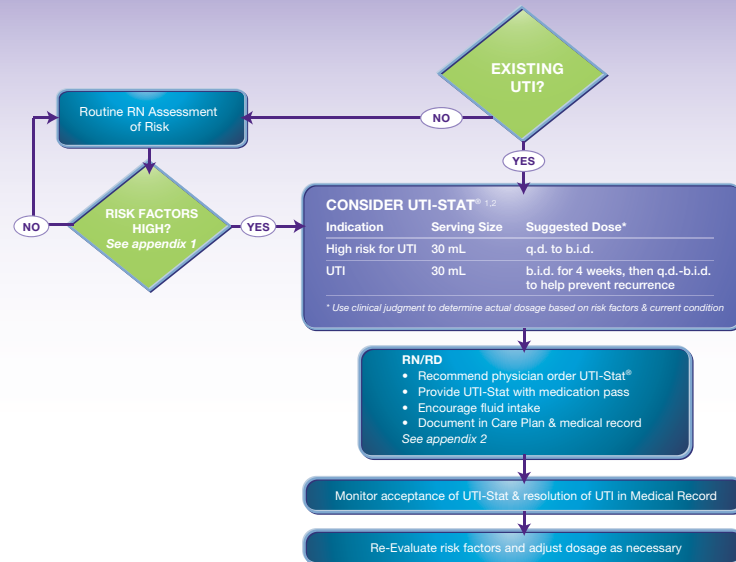 EXISTING
UTI?
NO
YES
Routine RN Assessment
of Risk
RISK FACTORS
HIGH?
See appendix 1
NO
YES
CONSIDER UTI-STAT® 1,2
Indication Serving Size Suggested Dose*
High risk for UTI 30 mL q.d. to b.i.d.
UTI 30 mL b.i.d. for 4 weeks, then q.d.-b.i.d.
to help prevent recurrence
* Use clinical judgment to determine actual dosage based on risk factors & current condition
RN/RD
• Recommend physician order UTI-Stat®
• Provide UTI-Stat with medication pass
• Encourage fluid intake
• Document in Care Plan & medical record
See appendix 2
Monitor acceptance of UTI-Stat & resolution of UTI in Medical Record
Re-Evaluate risk factors and adjust dosage as necessary